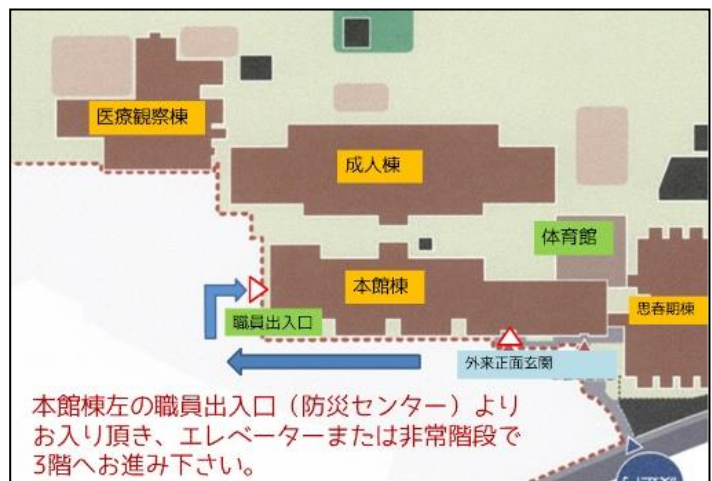 医療観察棟
成人棟
体育館
本館棟
思春期棟
職員出入口
外来正面玄関
本館棟左の職員出入口（防災センター）より
お入り頂き、エレベーターまたは非常階段で
3階へお進み下さい。